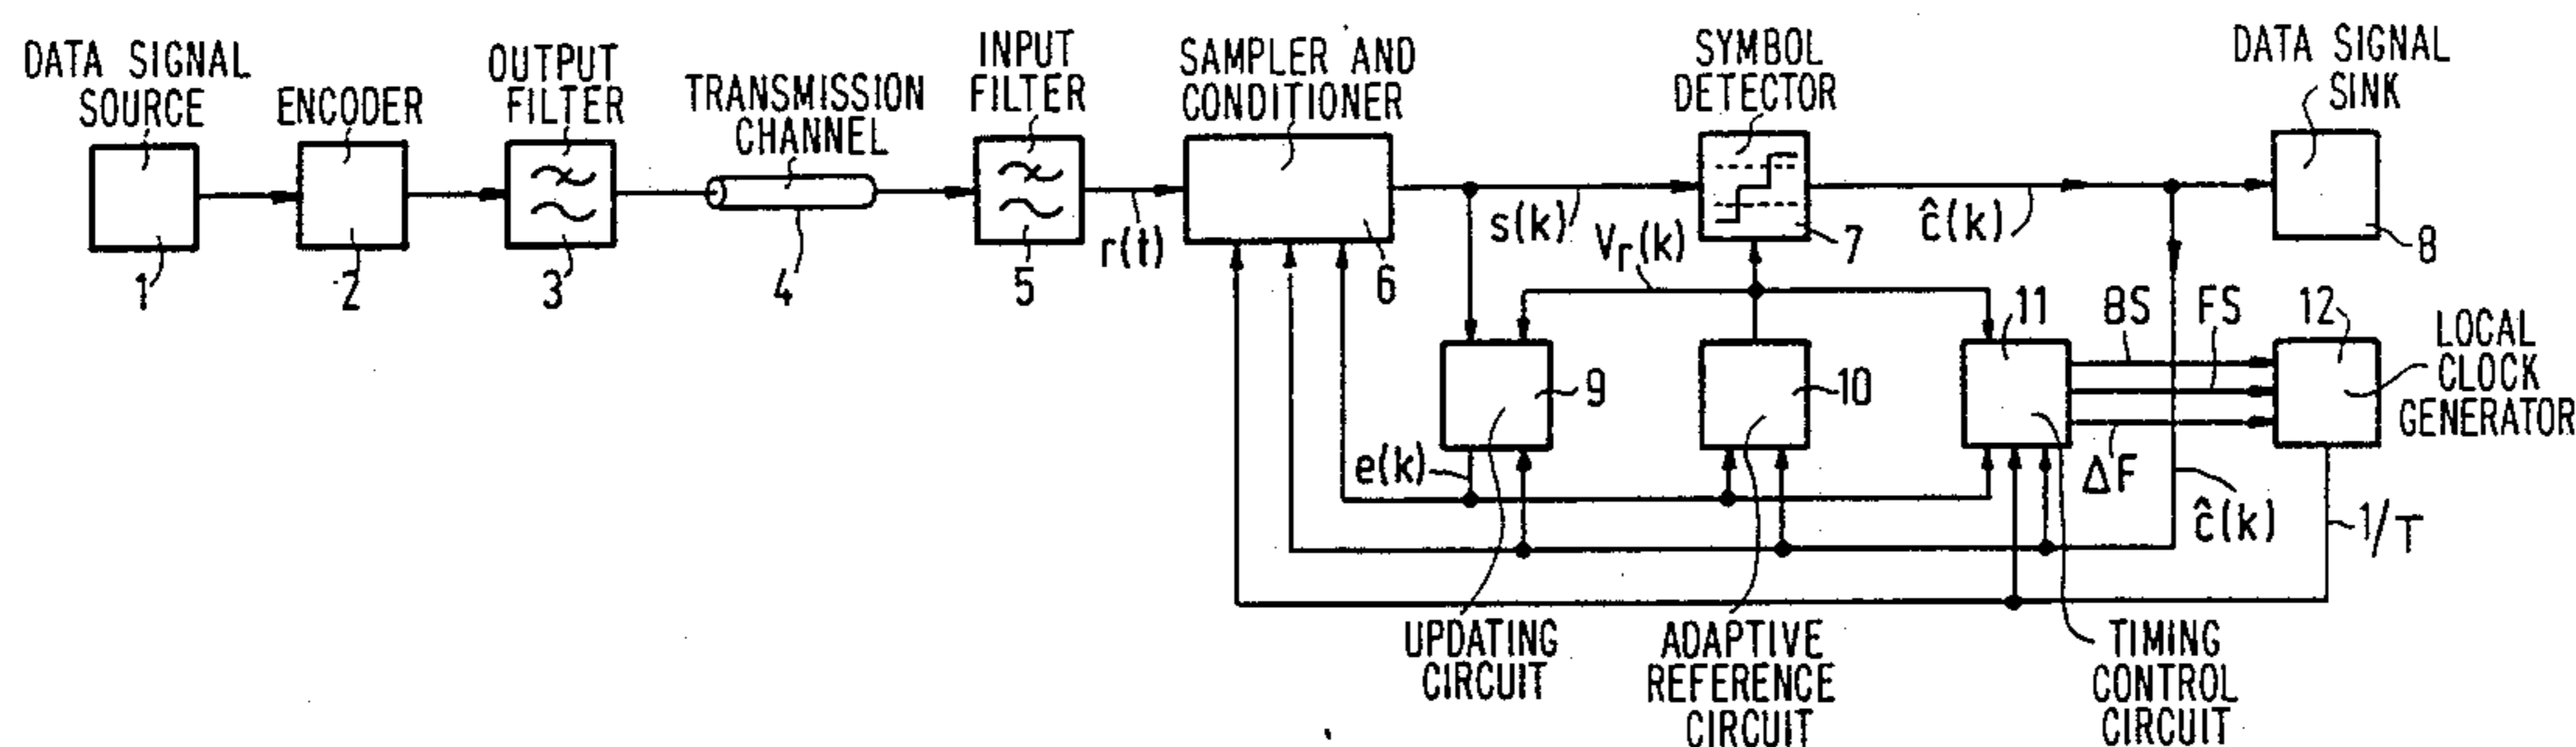 DATA SIGNAL
SOURCE
ENCODER
OUTPUT
FILTER
TRANSMISSION
CHANNEL
INPUT
FILTER
SAMPLER AND
CONDITIONER
SYMBOL
DETECTOR
DATA SIGNAL
SINK
1
2
3
4
5
r(t)
6
s(k)
Vr(k)
7
ĉ(k)
8
9
10
11
BS
FS
12
LOCAL
CLOCK
GENERATOR
e(k)
ΔF
ĉ(k)
1/T
UPDATING
CIRCUIT
ADAPTIVE
REFERENCE
CIRCUIT
TIMING
CONTROL
CIRCUIT